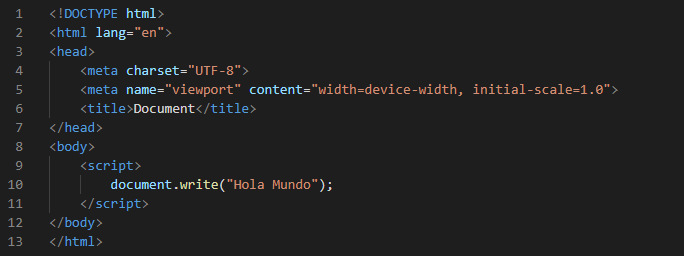 1 <!DOCTYPE html>
2 <html lang="en">
3 <head>
4     <meta charset="UTF-8">
5     <meta name="viewport" content="width=device-width, initial-scale=1.0">
6     <title>Document</title>
7 </head>
8 <body>
9     <script>
10         document.write("Hola Mundo");
11     </script>
12 </body>
13 </html>